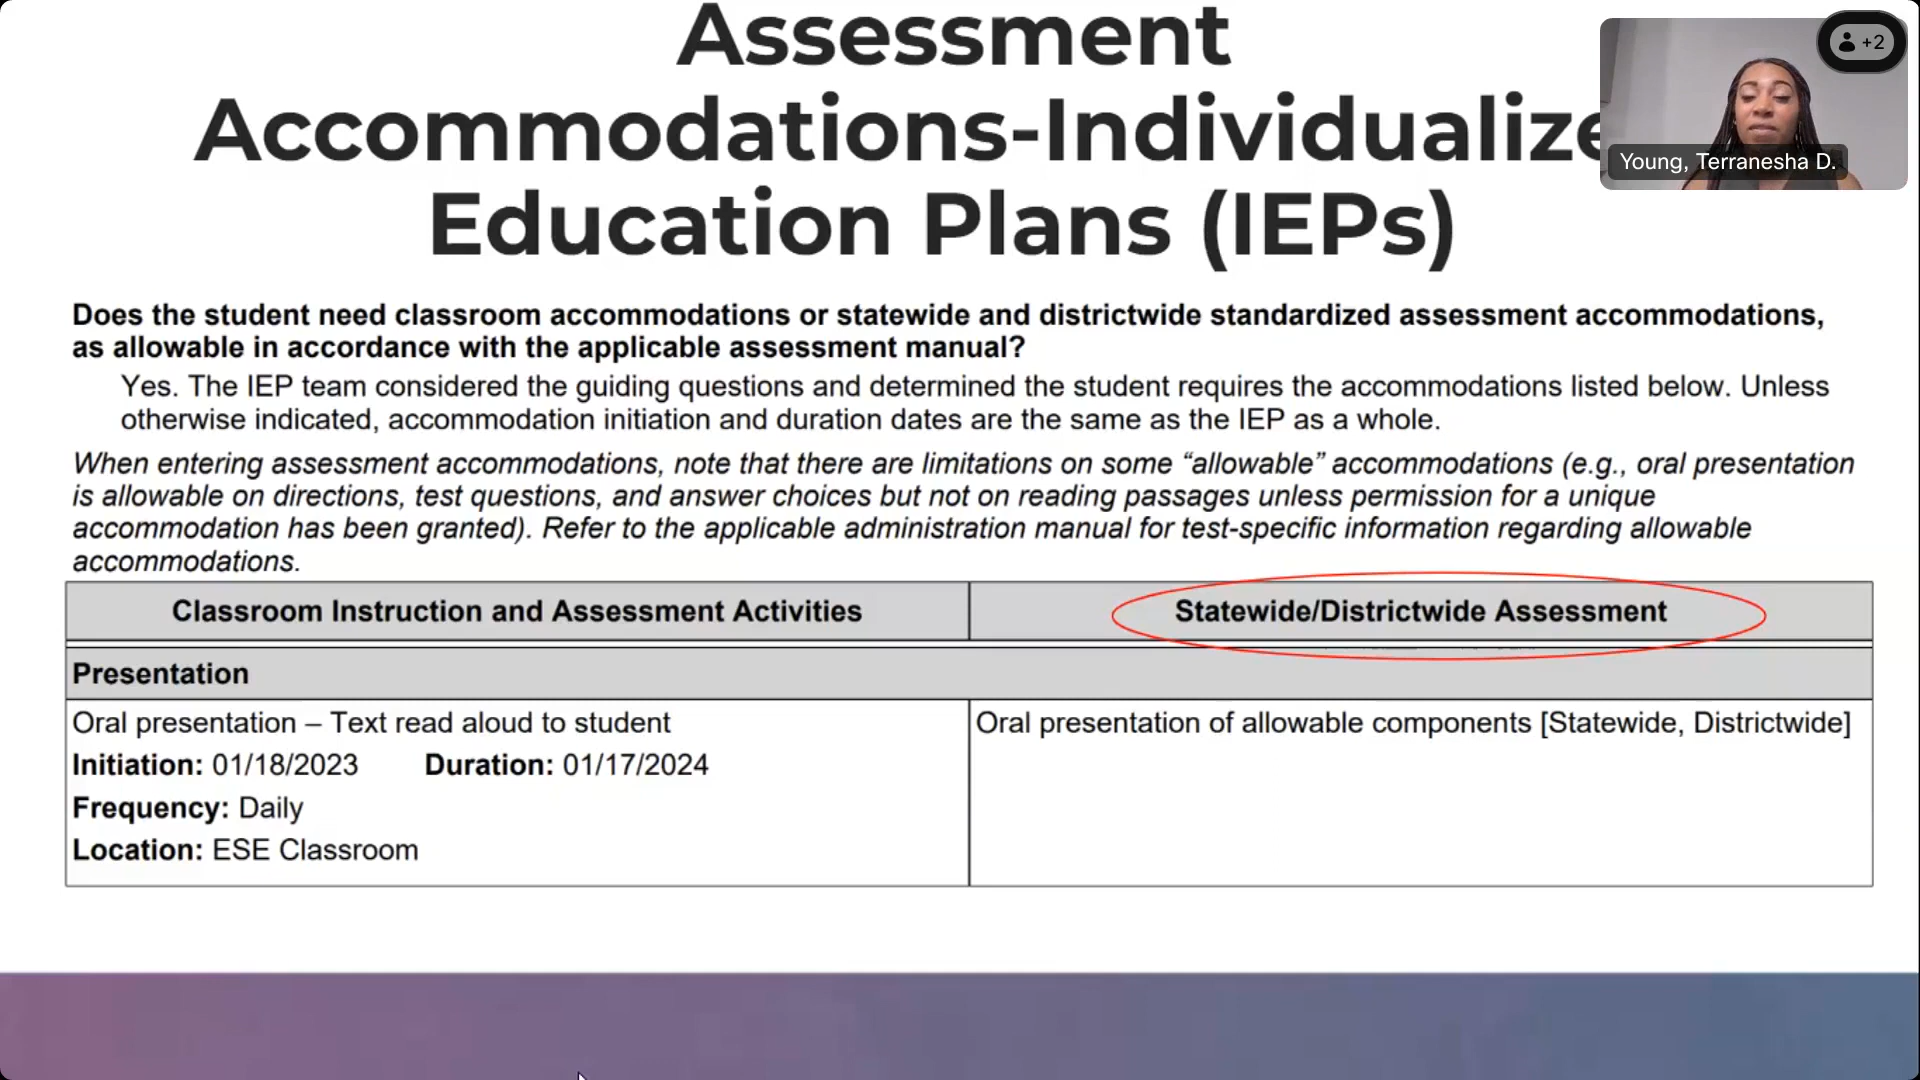 Assessment
Accommodations-Individualize
Education Plans (IEPs)
+2
Young, Terranesha D.
Does the student need classroom accommodations or statewide and districtwide standardized assessment accommodations,
as allowable in accordance with the applicable assessment manual?
Yes. The IEP team considered the guiding questions and determined the student requires the accommodations listed below. Unless
otherwise indicated, accommodation initiation and duration dates are the same as the IEP as a whole.
When entering assessment accommodations, note that there are limitations on some “allowable” accommodations (e.g., oral presentation
is allowable on directions, test questions, and answer choices but not on reading passages unless permission for a unique
accommodation has been granted). Refer to the applicable administration manual for test-specific information regarding allowable
accommodations.
Classroom Instruction and Assessment Activities
Statewide/Districtwide Assessment
Presentation
Oral presentation – Text read aloud to student
Initiation: 01/18/2023 Duration: 01/17/2024
Frequency: Daily
Location: ESE Classroom
Oral presentation of allowable components [Statewide, Districtwide]